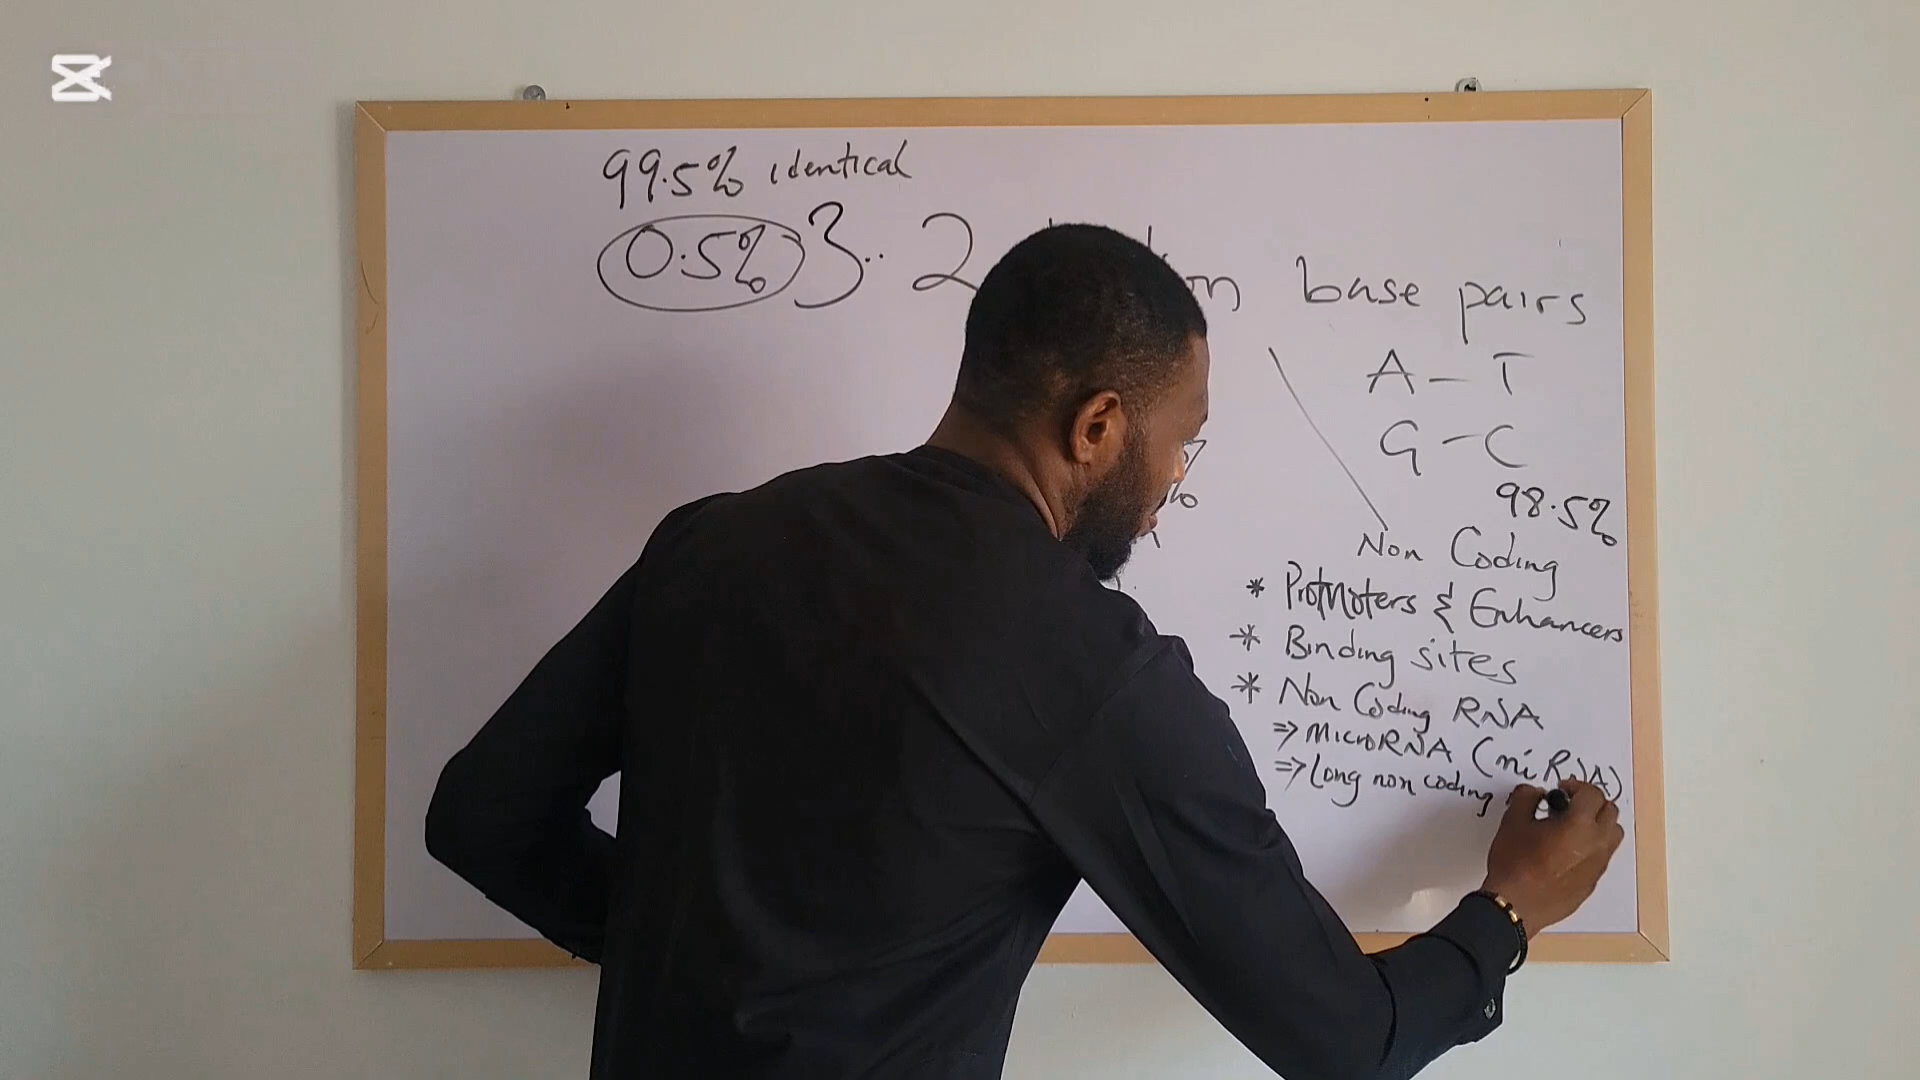 99.5% identical
0.5% 3.. 2 base pairs
A - T
G - C
98.5%
Non Coding
* Promoters & Enhancers
* Binding sites
* Non Coding RNA
⇒ MicroRNA (miRNA)
⇒ Long non coding